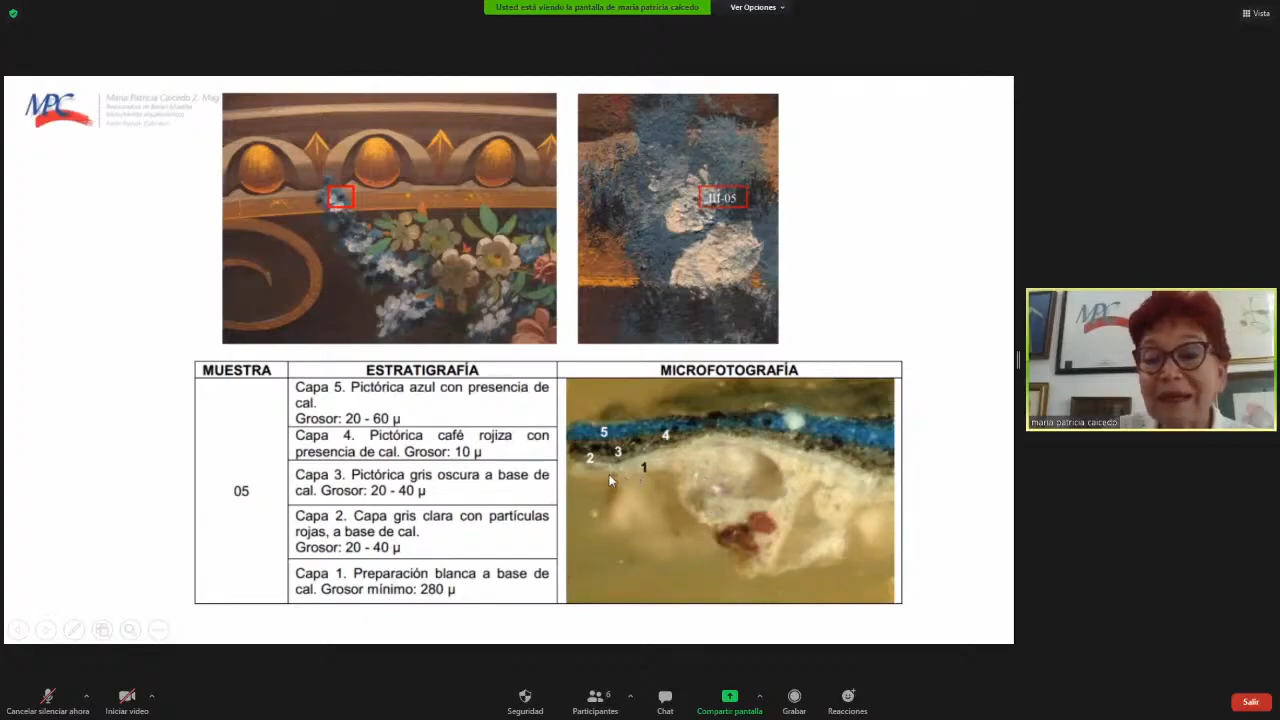 Usted está viendo la pantalla de maria patricia caicedo
Ver Opciones
Vista
MPC
Maria Patricia Caicedo Z. Mag
III-05
MPC
maria patricia caicedo
MUESTRA
ESTRATIGRAFÍA
MICROFOTOGRAFÍA
05
Capa 5. Pictórica azul con presencia de
cal.
Grosor: 20 - 60 µ
Capa 4. Pictórica café rojiza con
presencia de cal. Grosor: 10 µ
Capa 3. Pictórica gris oscura a base de
cal. Grosor: 20 - 40 µ
Capa 2. Capa gris clara con partículas
rojas, a base de cal.
Grosor: 20 - 40 µ
Capa 1. Preparación blanca a base de
cal. Grosor mínimo: 280 µ
5
4
3
2
1
Cancelar silenciar ahora
Iniciar video
Seguridad
Participantes
6
Chat
Compartir pantalla
Grabar
Reacciones
Salir